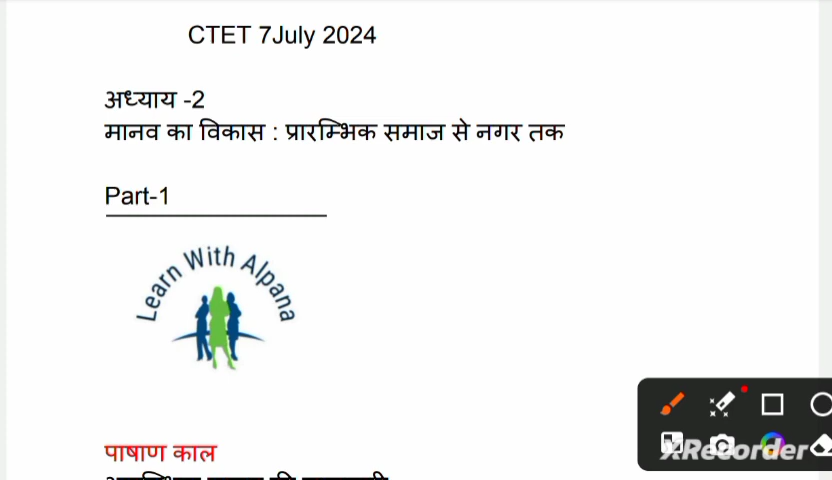 CTET 7July 2024
अध्याय -2
मानव का विकास : प्रारम्भिक समाज से नगर तक
Part-1
Learn With Alpana
पाषाण काल
XRecorder